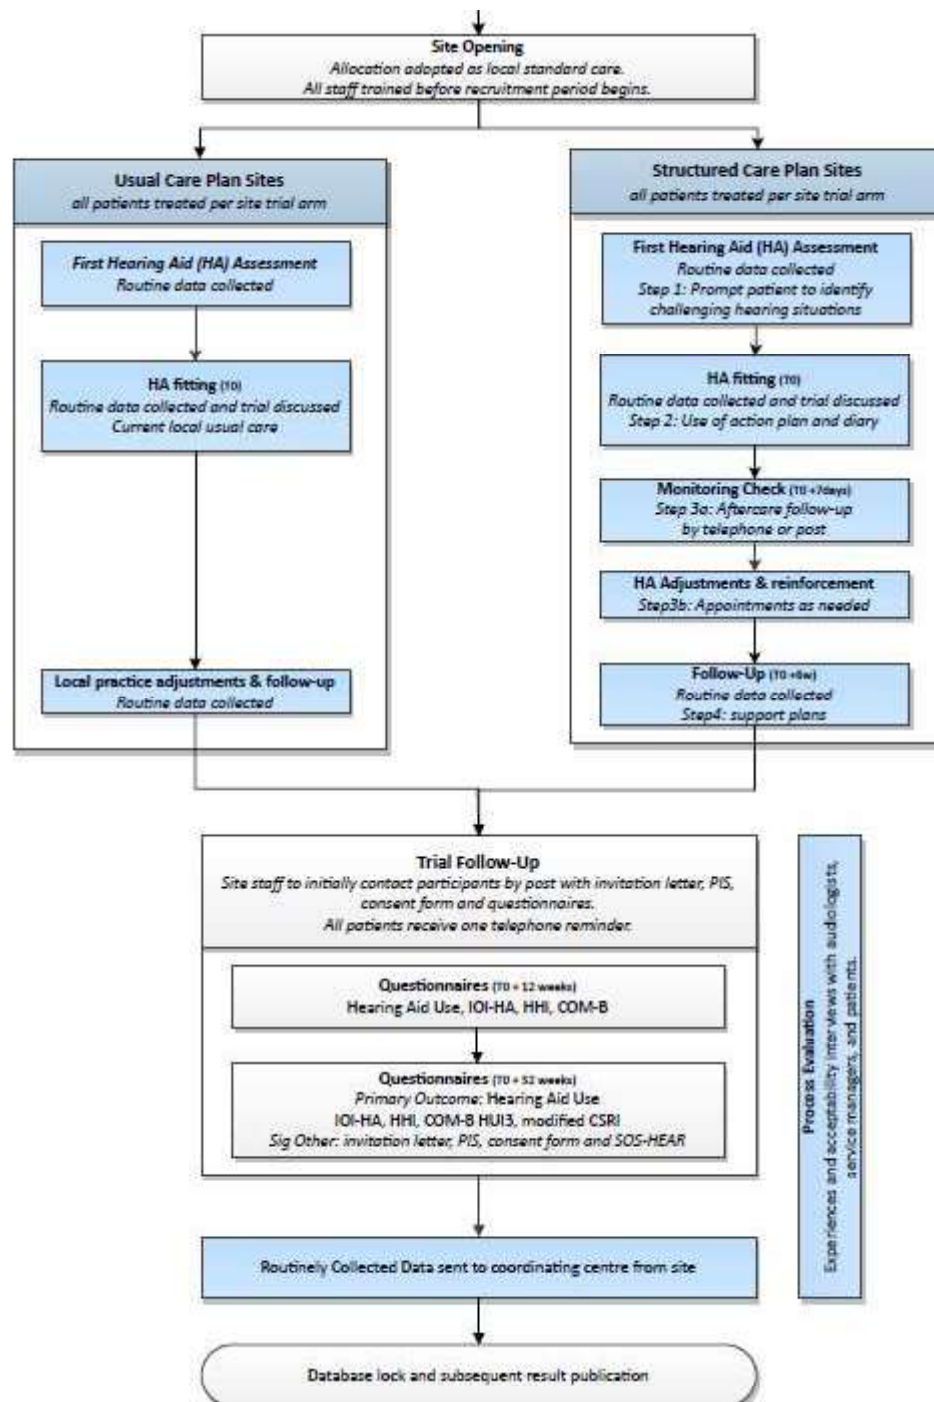 Site Opening
Allocation adopted as local standard care.
All staff trained before recruitment period begins.
Usual Care Plan Sites
all patients treated per site trial arm
First Hearing Aid (HA) Assessment
Routine data collected
HA fitting (T0)
Routine data collected and trial discussed
Current local usual care
Local practice adjustments & follow-up
Routine data collected
Structured Care Plan Sites
all patients treated per site trial arm
First Hearing Aid (HA) Assessment
Routine data collected
Step 1: Prompt patient to identify
challenging hearing situations
HA fitting (T0)
Routine data collected and trial discussed
Step 2: Use of action plan and diary
Monitoring Check (T0 +7days)
Step 3a: Aftercare follow-up
by telephone or post
HA Adjustments & reinforcement
Step3b: Appointments as needed
Follow-Up (T0 +6w)
Routine data collected
Step4: support plans
Trial Follow-Up
Site staff to initially contact participants by post with invitation letter, PIS,
consent form and questionnaires.
All patients receive one telephone reminder.
Questionnaires (T0 + 12 weeks)
Hearing Aid Use, IOI-HA, HHI, COM-B
Questionnaires (T0 + 52 weeks)
Primary Outcome: Hearing Aid Use
IOI-HA, HHI, COM-B HUI3, modified CSRI
Sig Other: invitation letter, PIS, consent form and SOS-HEAR
Process Evaluation
Experiences and acceptability interviews with audiologists,
service managers, and patients.
Routinely Collected Data sent to coordinating centre from site
Database lock and subsequent result publication